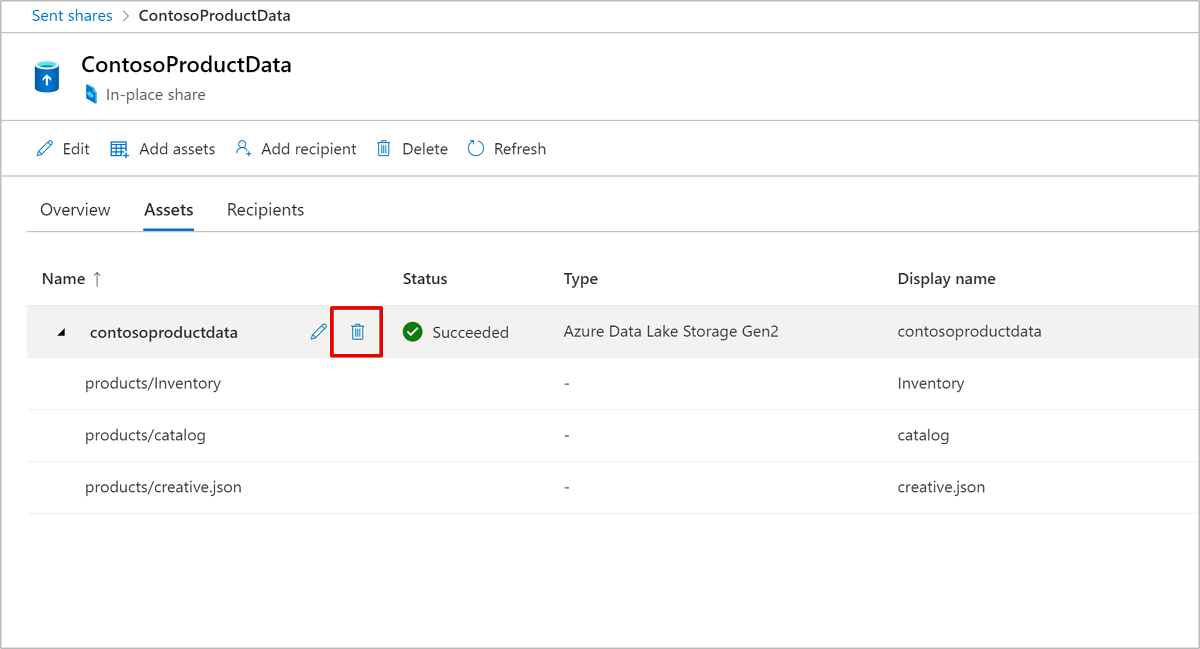 Sent shares > ContosoProductData
ContosoProductData
In-place share
Edit Add assets Add recipient Delete Refresh
Overview Assets Recipients
Name ↑ Status Type Display name
contosoproductdata Succeeded Azure Data Lake Storage Gen2 contosoproductdata
products/Inventory - Inventory
products/catalog - catalog
products/creative.json - creative.json